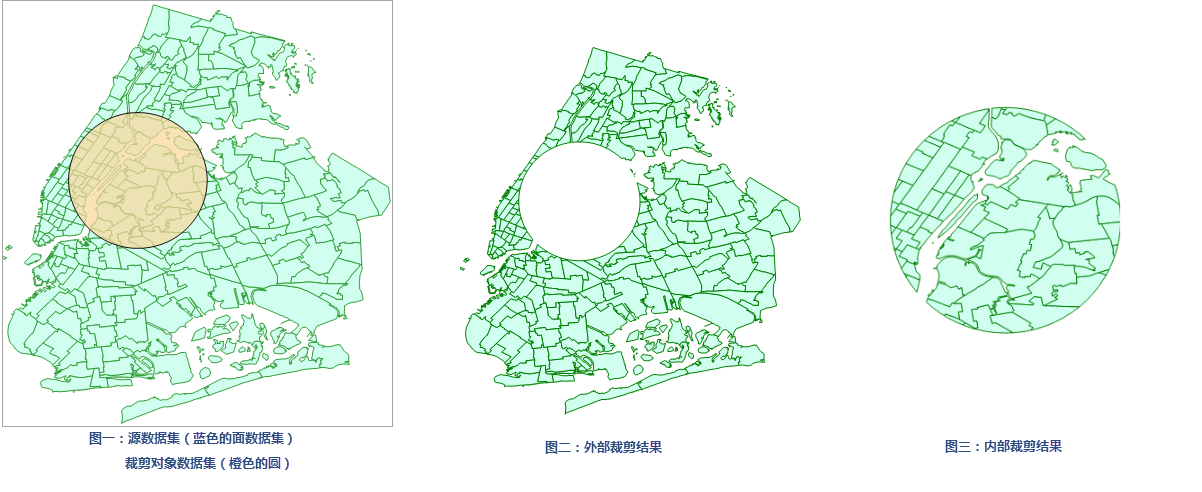 图一：源数据集（蓝色的面数据集）
裁剪对象数据集（橙色的圆）
图二：外部裁剪结果
图三：内部裁剪结果